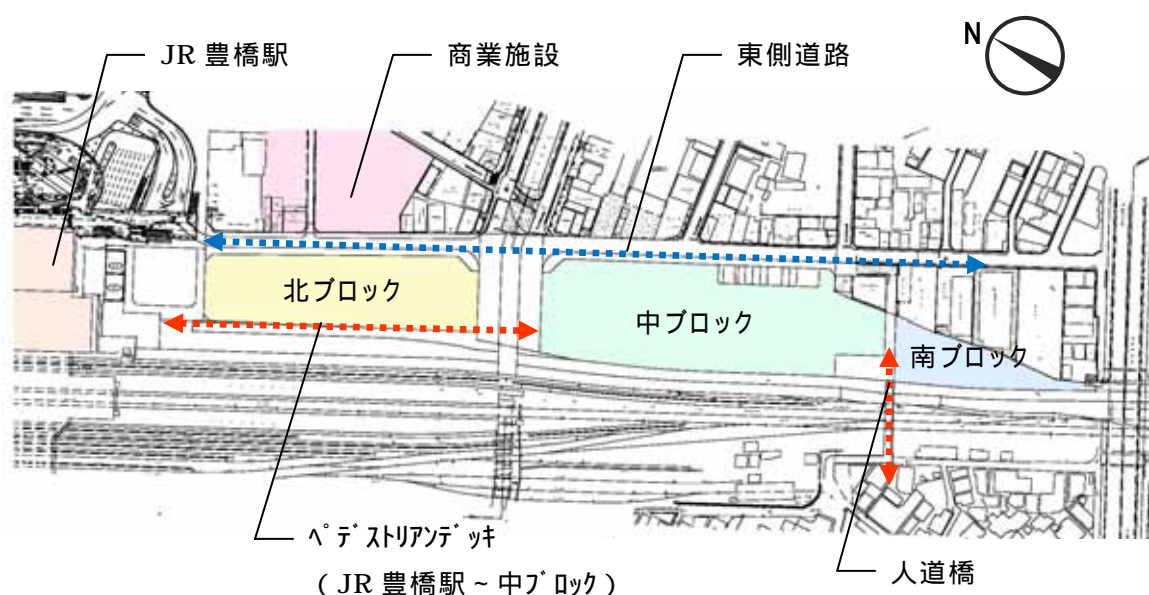 JR 豊橋駅
商業施設
東側道路
N
北ブロック
中ブロック
南ブロック
ﾍﾟﾃﾞｽﾄﾘｱﾝﾃﾞｯｷ
（JR 豊橋駅 ~ 中ﾌﾞﾛｯｸ）
人道橋